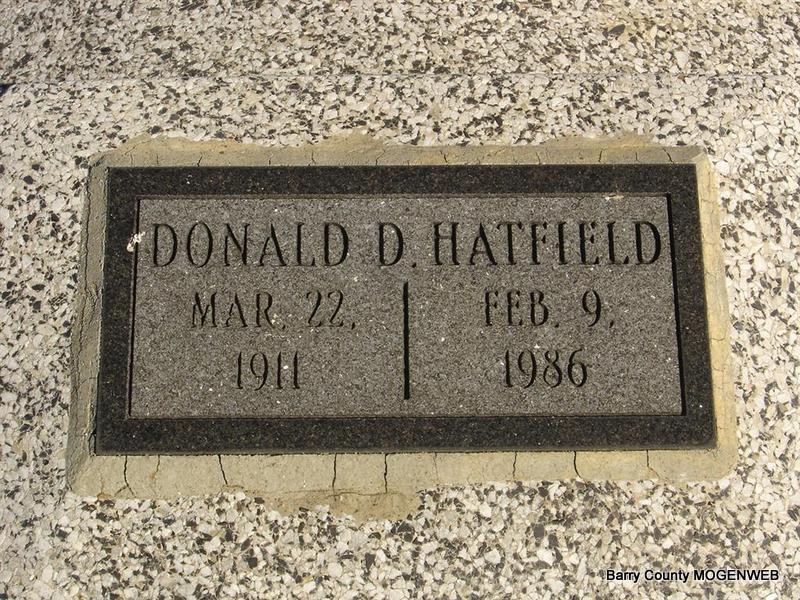 DONALD D. HATFIELD
MAR. 22, FEB. 9,
1911 1986
Barry County MOGENWEB